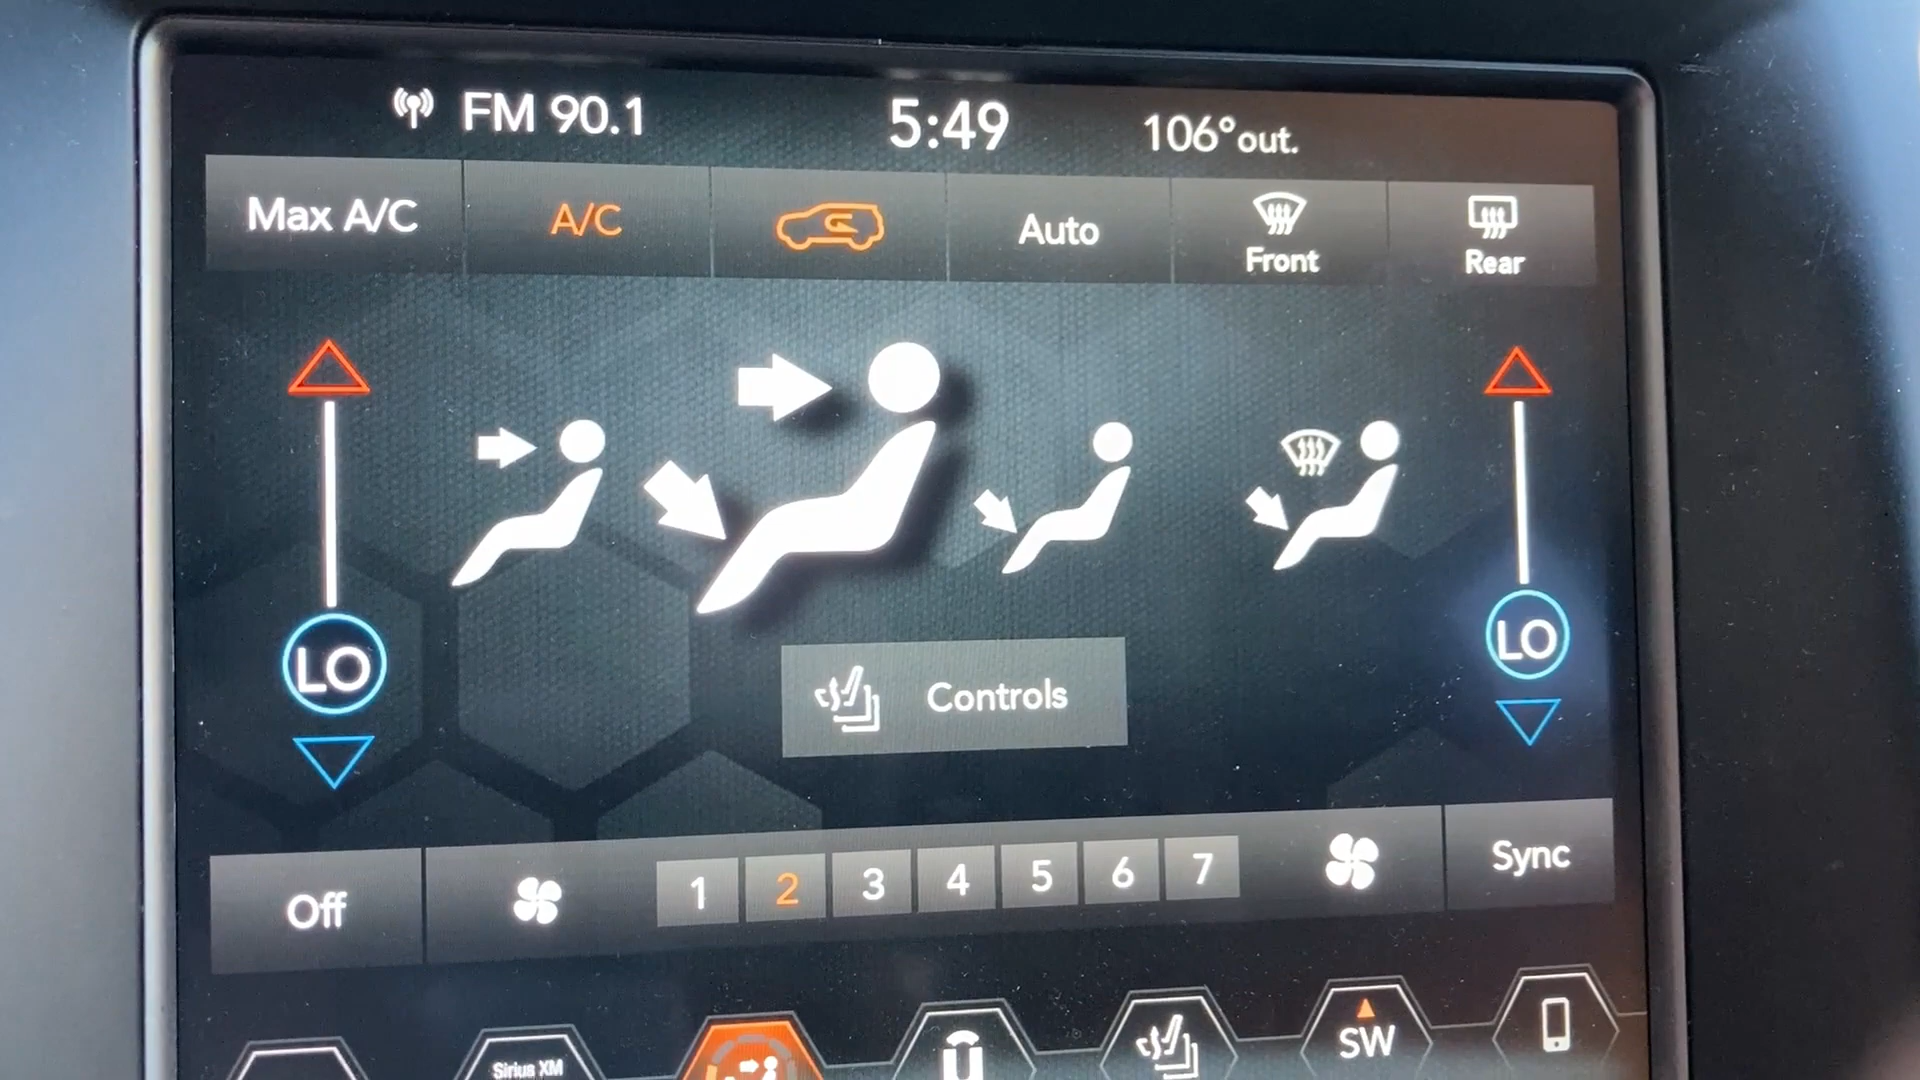 FM 90.1 5:49 106° out.
Max A/C A/C Auto Front Rear
LO LO
Controls
Off 1 2 3 4 5 6 7 Sync
Sirius XM SW